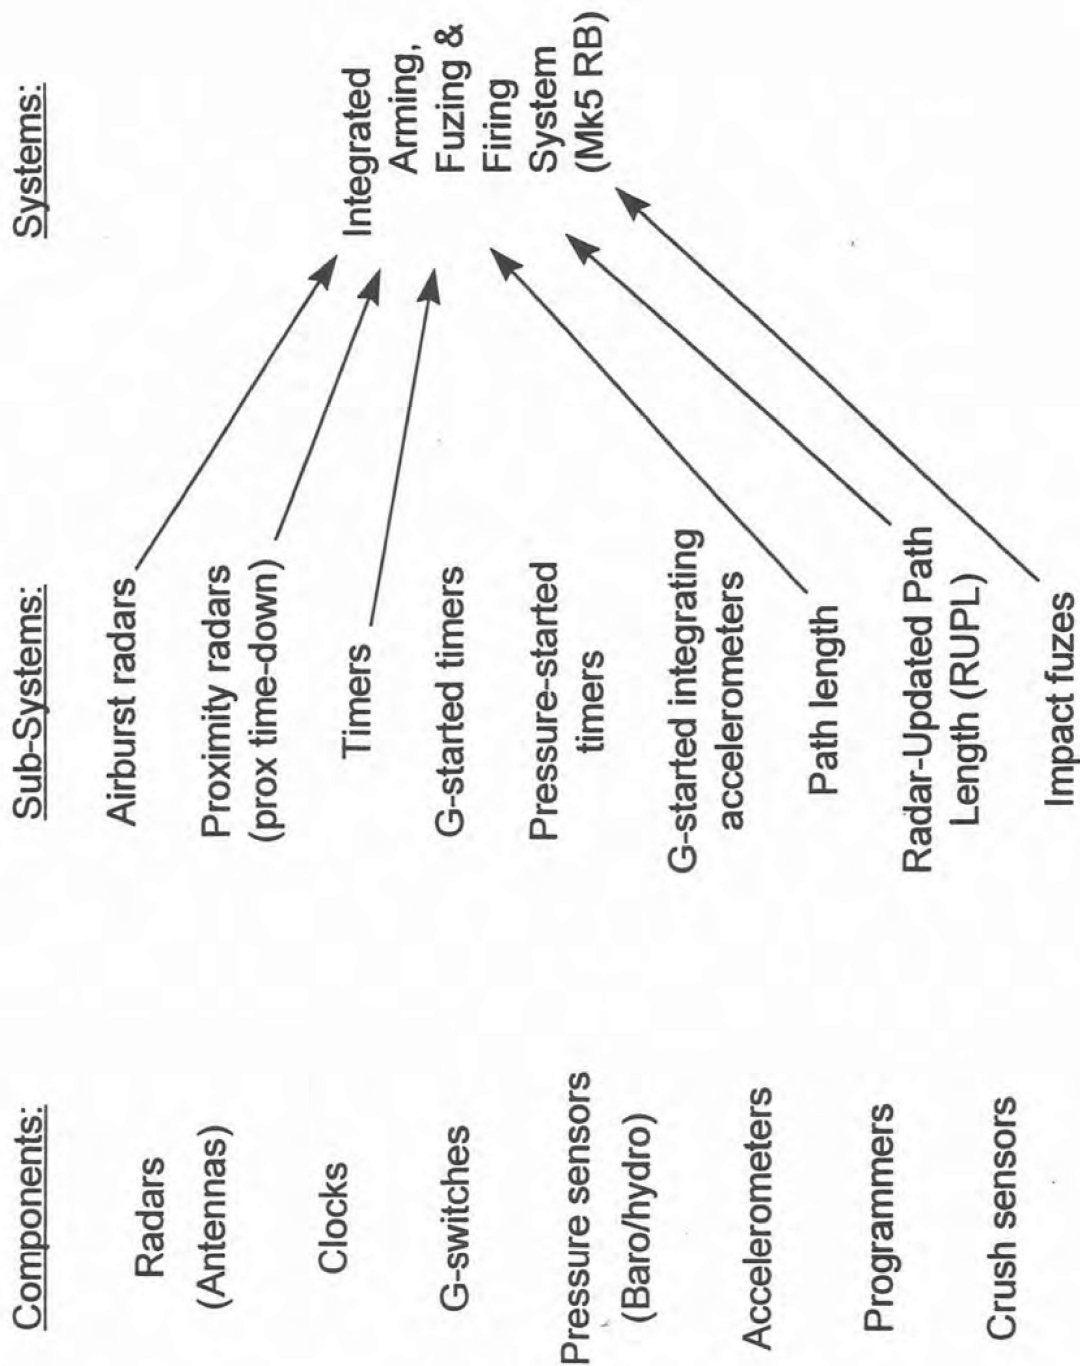 Components:
Radars
(Antennas)
Clocks
G-switches
Pressure sensors
(Baro/hydro)
Accelerometers
Programmers
Crush sensors
Sub-Systems:
Airburst radars
Proximity radars
(prox time-down)
Timers
G-started timers
Pressure-started
timers
G-started integrating
accelerometers
Path length
Radar-Updated Path
Length (RUPL)
Impact fuzes
Systems:
Integrated
Arming,
Fuzing &
Firing
System
(Mk5 RB)